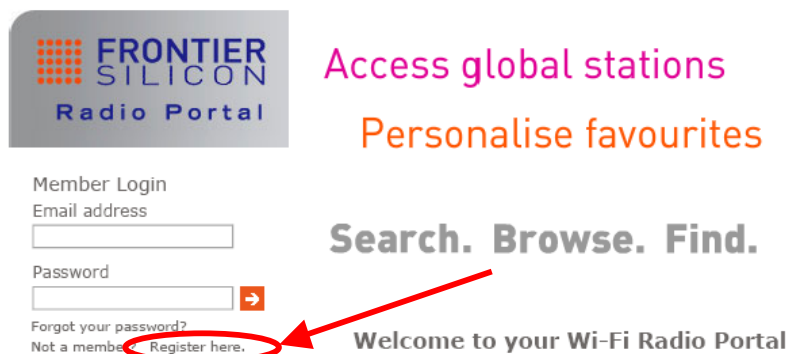 FRONTIER
SILICON
Radio Portal
Access global stations
Personalise favourites
Member Login
Email address
Password
Forgot your password?
Not a member? Register here.
Search. Browse. Find.
Welcome to your Wi-Fi Radio Portal